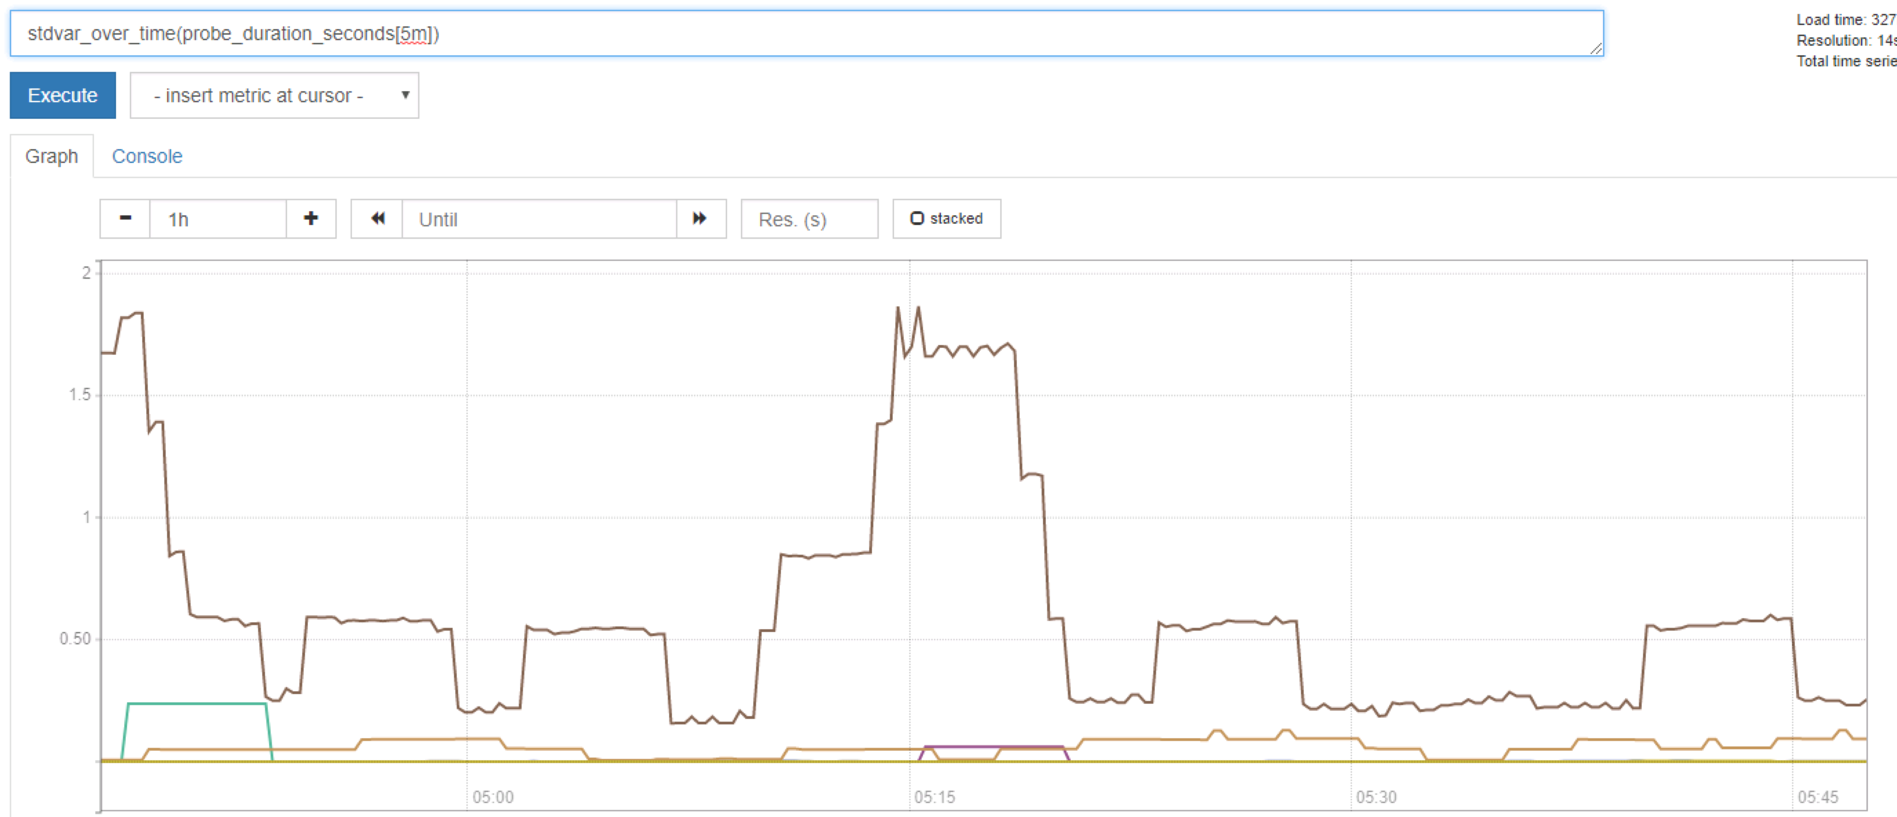 stdvar_over_time(probe_duration_seconds[5m])
Load time: 327
Resolution: 14s
Total time serie
Execute
- insert metric at cursor -
Graph
Console
1h
Until
Res. (s)
stacked
2
1.5
1
0.50
05:00
05:15
05:30
05:45